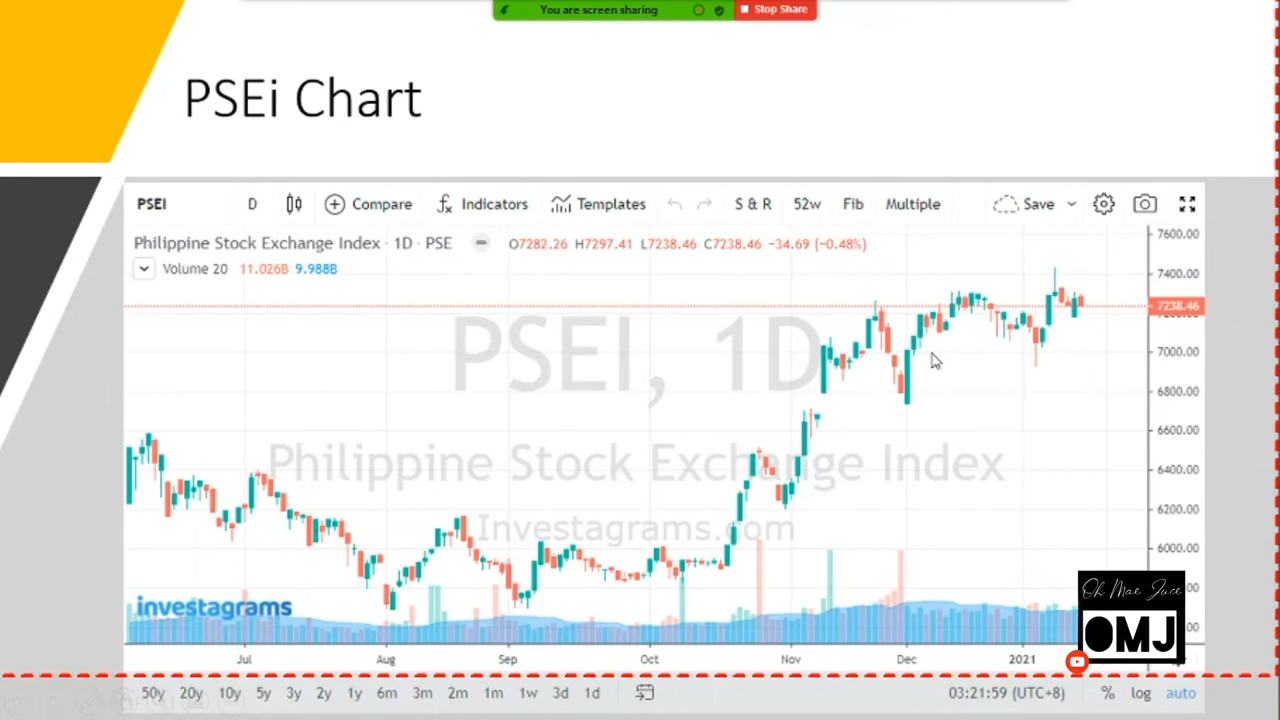 You are screen sharing Stop Share
PSEi Chart
PSEI D Compare Indicators Templates S & R 52w Fib Multiple Save
Philippine Stock Exchange Index · 1D · PSE O7282.26 H7297.41 L7238.46 C7238.46 −34.69 (−0.48%)
Volume 20 11.026B 9.988B
7600.00
7400.00
7238.46
7000.00
6800.00
6600.00
6400.00
6200.00
6000.00
PSEI, 1D
Philippine Stock Exchange Index
Investagrams.com
investagrams
Oh Mae Juce
OMJ
Jul Aug Sep Oct Nov Dec 2021
50y 20y 10y 5y 3y 2y 1y 6m 3m 2m 1m 1w 3d 1d 03:21:59 (UTC+8) % log auto